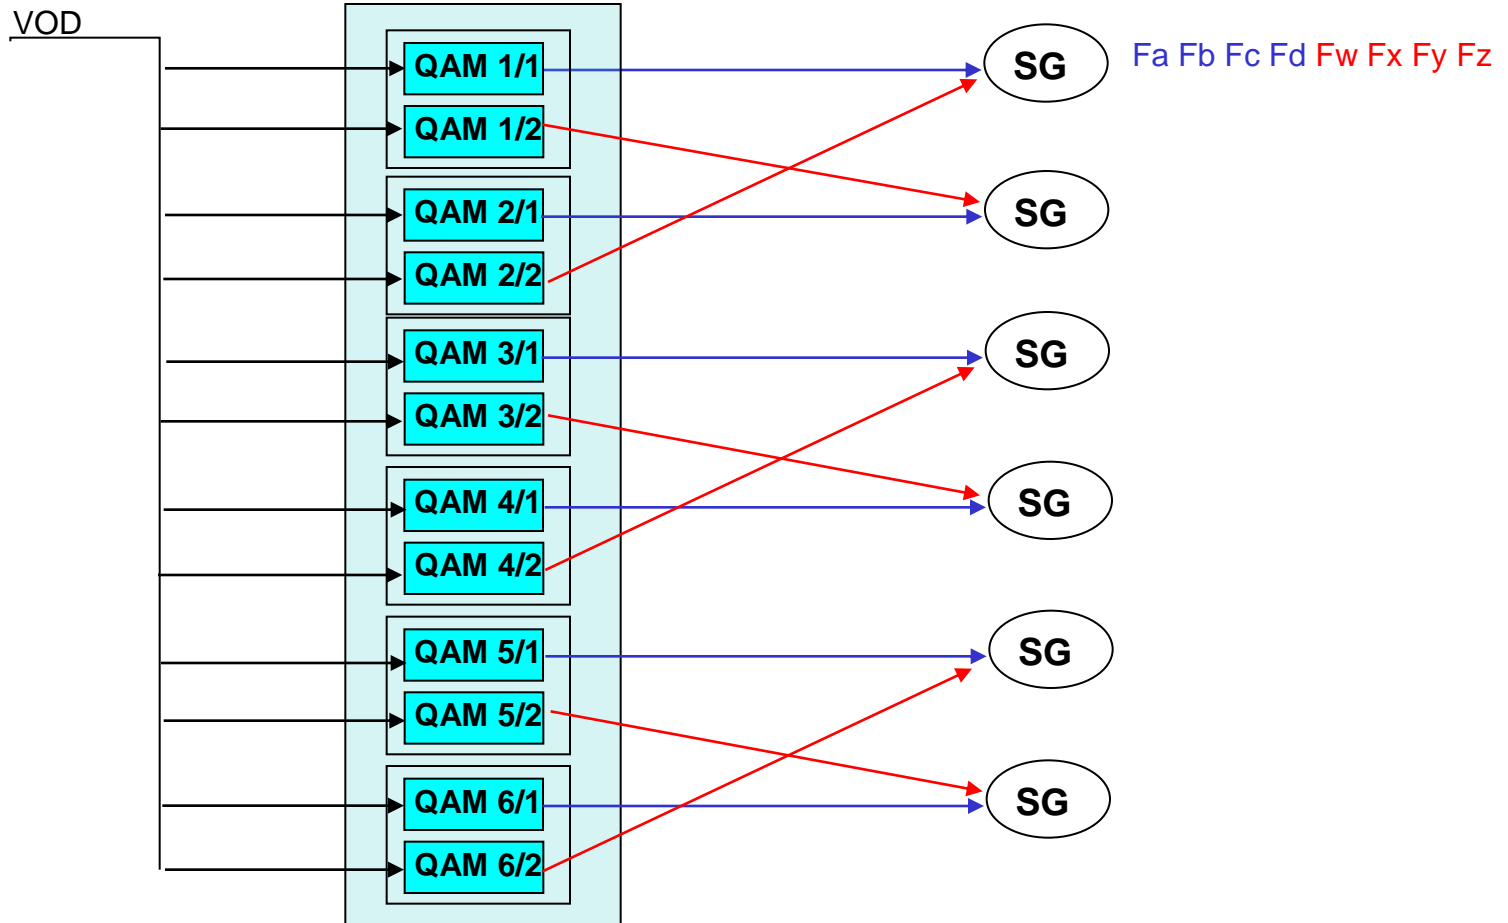 VOD
QAM 1/1
SG
Fa Fb Fc Fd Fw Fx Fy Fz
QAM 1/2
QAM 2/1
SG
QAM 2/2
QAM 3/1
SG
QAM 3/2
QAM 4/1
SG
QAM 4/2
QAM 5/1
SG
QAM 5/2
QAM 6/1
SG
QAM 6/2